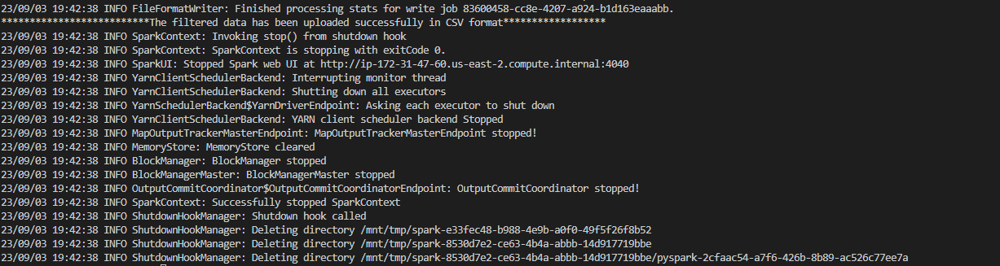 23/09/03 19:42:38 INFO FileFormatWriter: Finished processing stats for write job 83600458-cc8e-4207-a924-b1d163eaaabb.
**************************The filtered data has been uploaded successfully in CSV format******************
23/09/03 19:42:38 INFO SparkContext: Invoking stop() from shutdown hook
23/09/03 19:42:38 INFO SparkContext: SparkContext is stopping with exitCode 0.
23/09/03 19:42:38 INFO SparkUI: Stopped Spark web UI at http://ip-172-31-47-60.us-east-2.compute.internal:4040
23/09/03 19:42:38 INFO YarnClientSchedulerBackend: Interrupting monitor thread
23/09/03 19:42:38 INFO YarnClientSchedulerBackend: Shutting down all executors
23/09/03 19:42:38 INFO YarnSchedulerBackend$YarnDriverEndpoint: Asking each executor to shut down
23/09/03 19:42:38 INFO YarnClientSchedulerBackend: YARN client scheduler backend Stopped
23/09/03 19:42:38 INFO MapOutputTrackerMasterEndpoint: MapOutputTrackerMasterEndpoint stopped!
23/09/03 19:42:38 INFO MemoryStore: MemoryStore cleared
23/09/03 19:42:38 INFO BlockManager: BlockManager stopped
23/09/03 19:42:38 INFO BlockManagerMaster: BlockManagerMaster stopped
23/09/03 19:42:38 INFO OutputCommitCoordinator$OutputCommitCoordinatorEndpoint: OutputCommitCoordinator stopped!
23/09/03 19:42:38 INFO SparkContext: Successfully stopped SparkContext
23/09/03 19:42:38 INFO ShutdownHookManager: Shutdown hook called
23/09/03 19:42:38 INFO ShutdownHookManager: Deleting directory /mnt/tmp/spark-e33fec48-b988-4e9b-a0f0-49f5f26f8b52
23/09/03 19:42:38 INFO ShutdownHookManager: Deleting directory /mnt/tmp/spark-8530d7e2-ce63-4b4a-abbb-14d917719bbe
23/09/03 19:42:38 INFO ShutdownHookManager: Deleting directory /mnt/tmp/spark-8530d7e2-ce63-4b4a-abbb-14d917719bbe/pyspark-2cfaac54-a7f6-426b-8b89-ac526c77ee7a